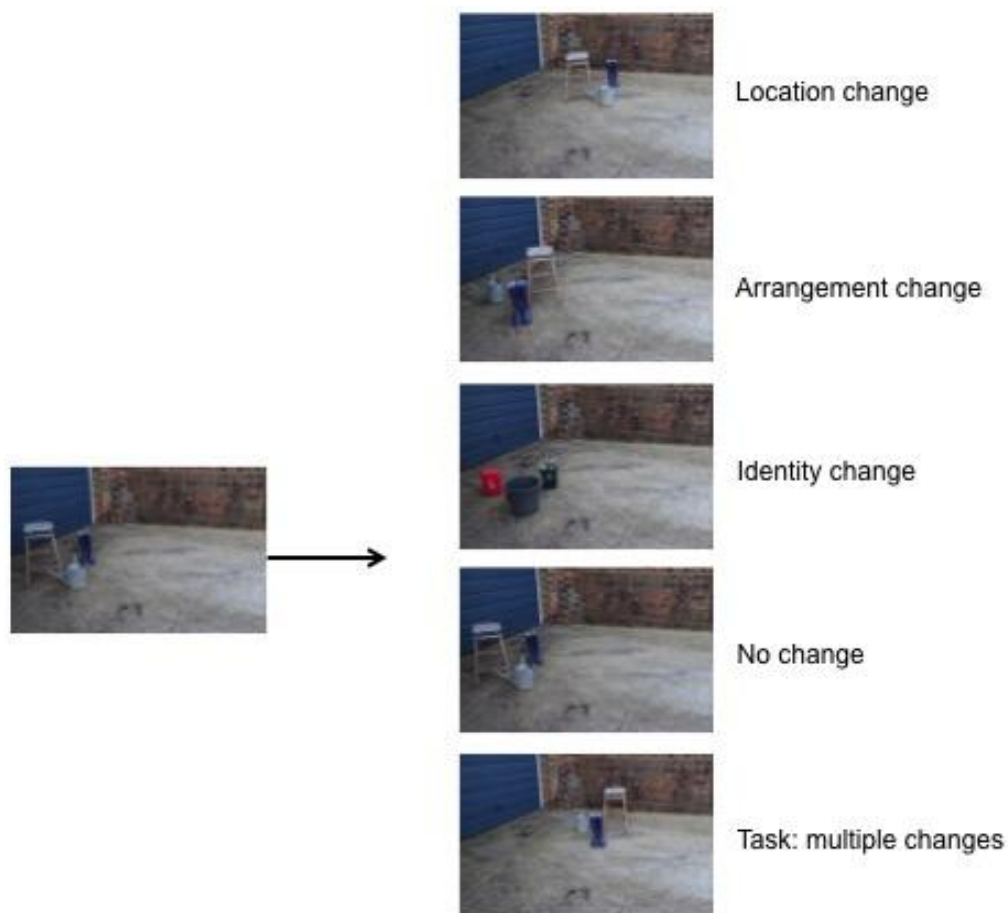 Location change
Arrangement change
Identity change
No change
Task: multiple changes